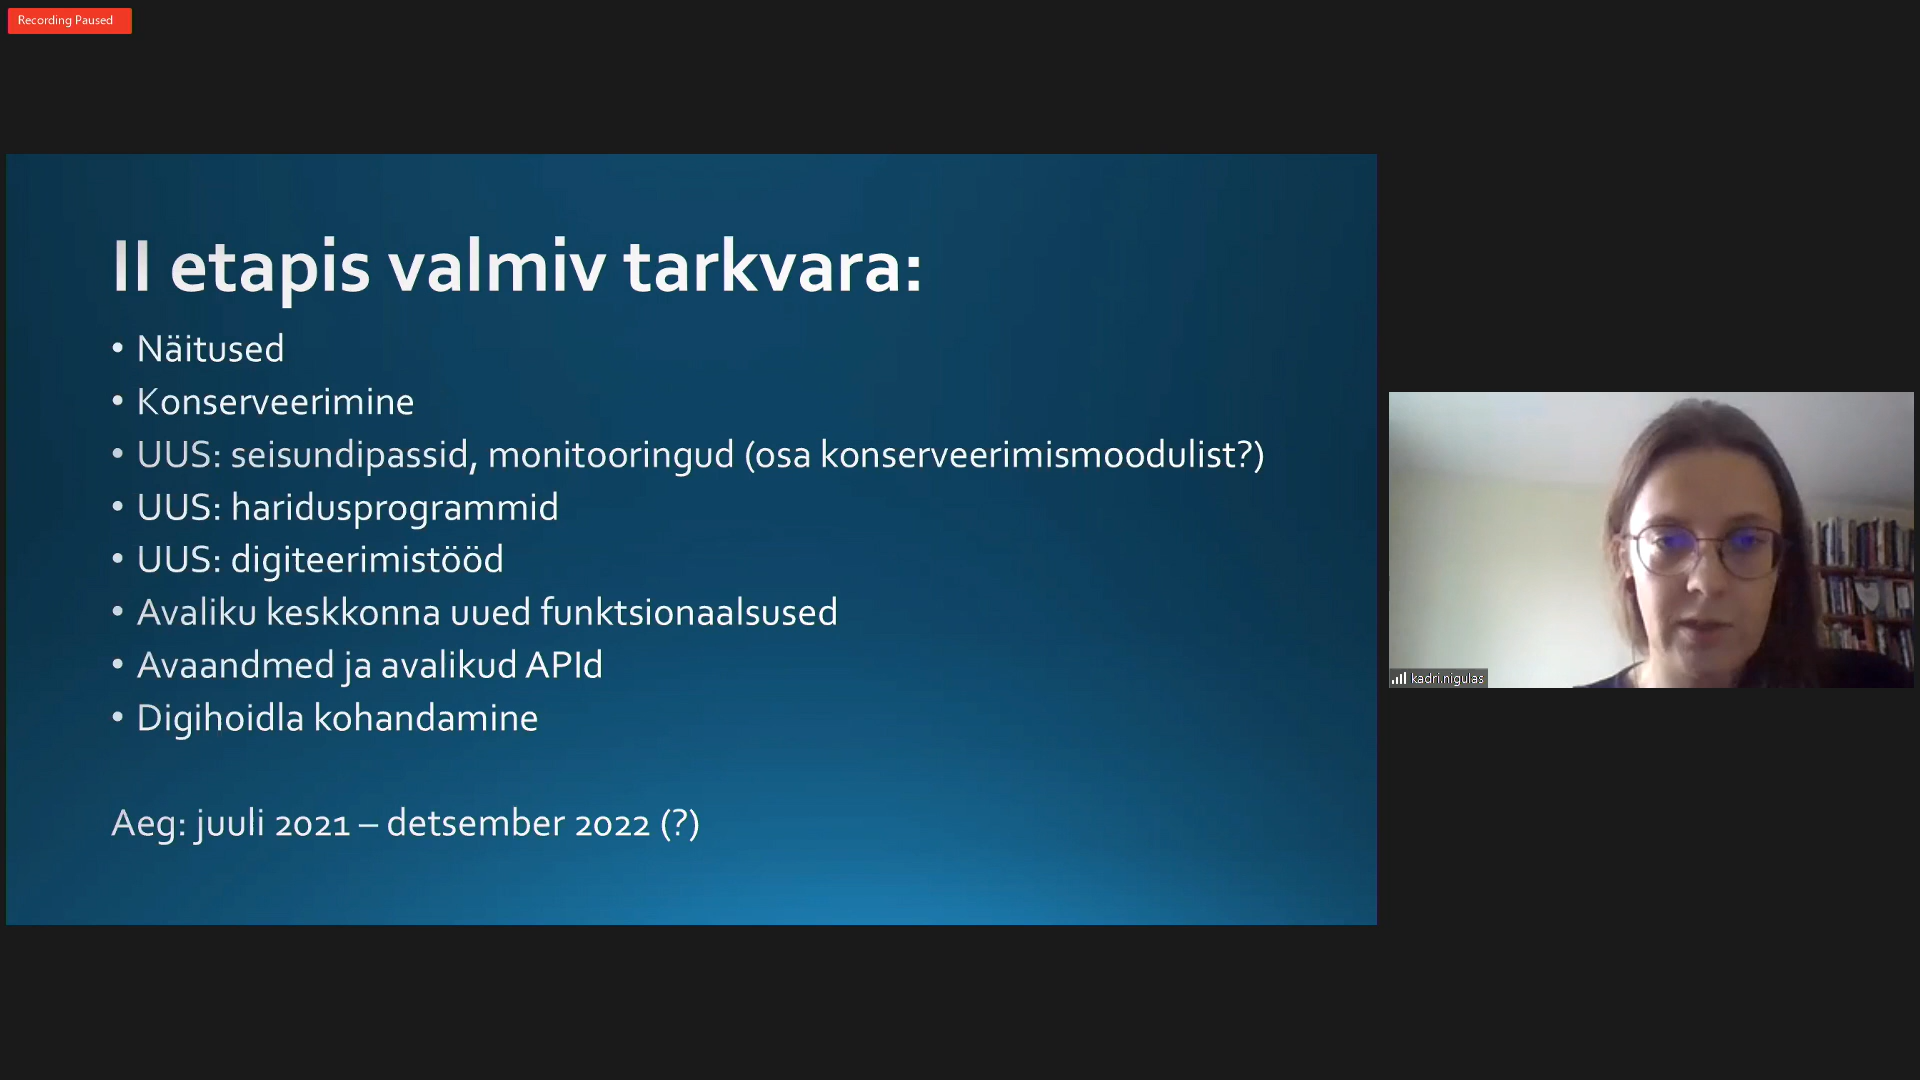 Recording Paused
II etapis valmiv tarkvara:
• Näitused
• Konserveerimine
• UUS: seisundipassid, monitooringud (osa konserveerimismoodulist?)
• UUS: haridusprogrammid
• UUS: digiteerimistööd
• Avaliku keskkonna uued funktsionaalsused
• Avaandmed ja avalikud APId
• Digihoidla kohandamine
Aeg: juuli 2021 – detsember 2022 (?)
kadri.nigulas